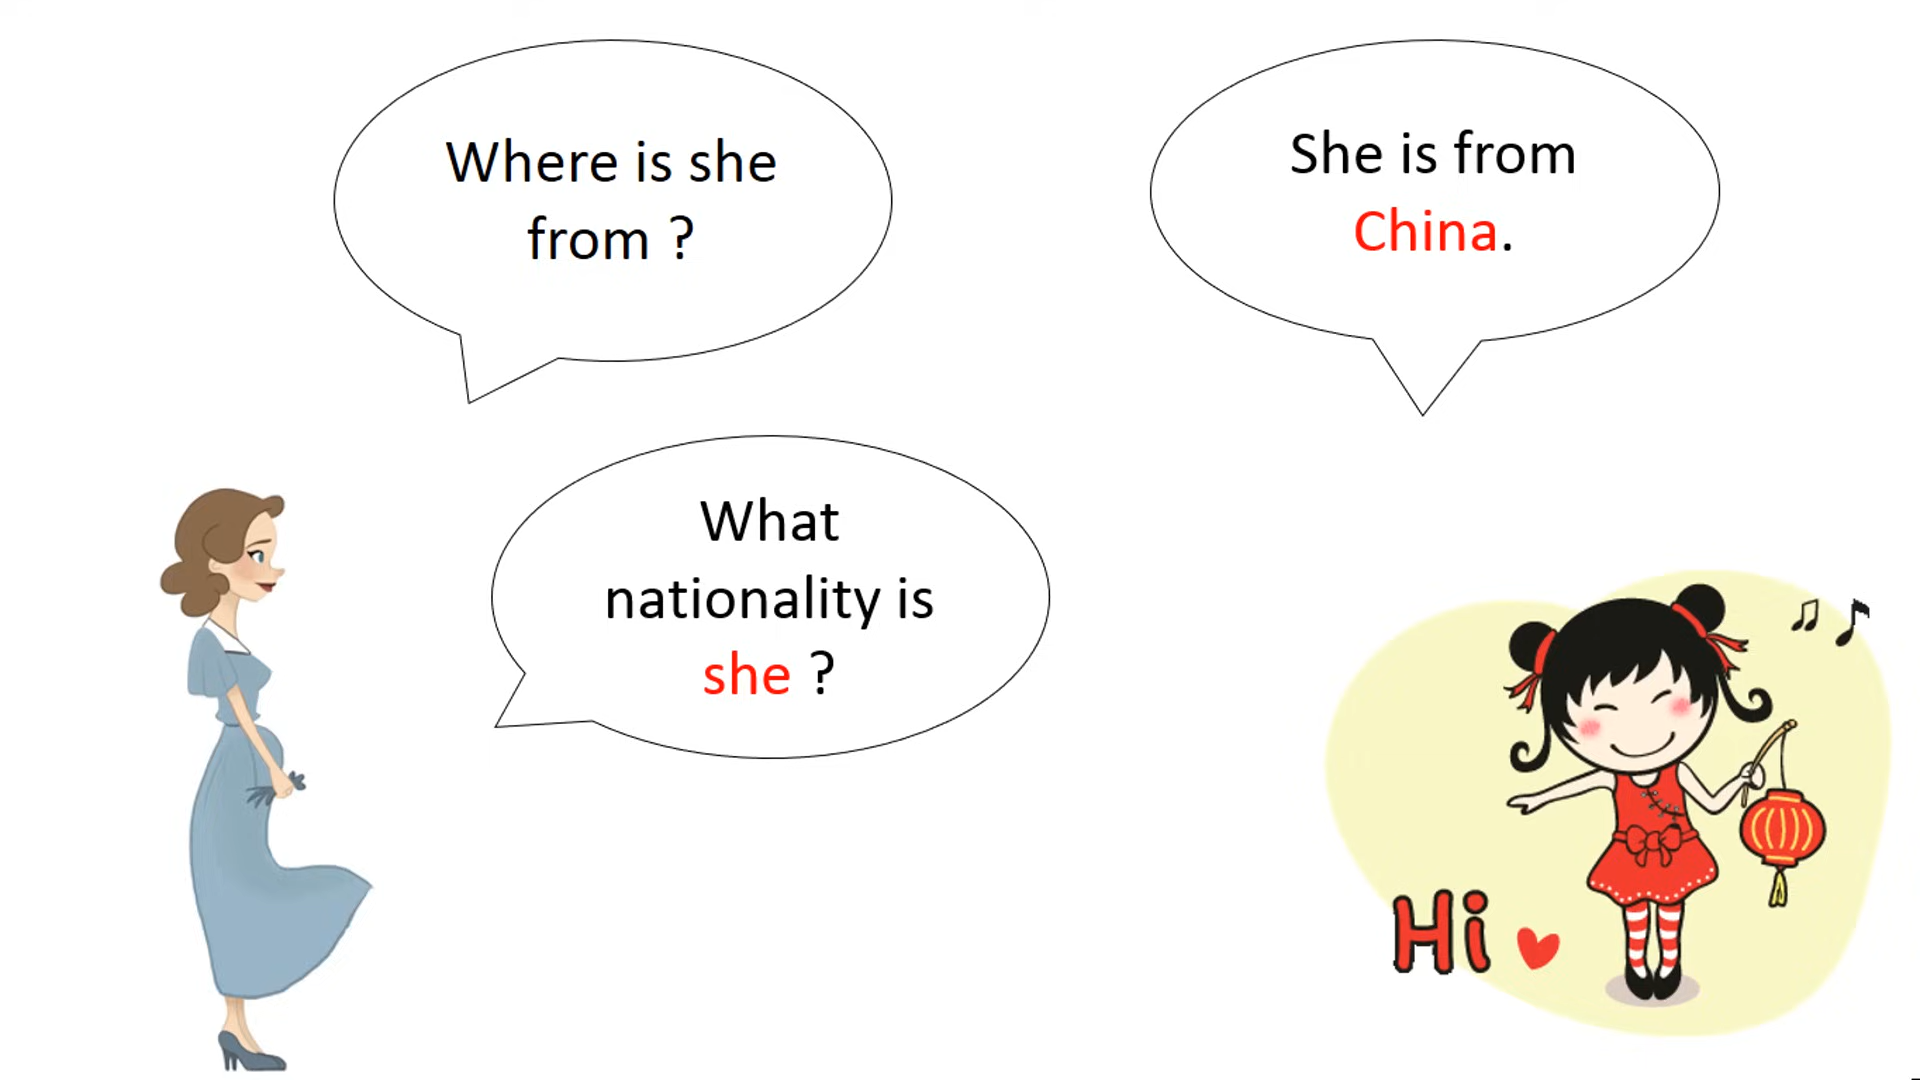 Where is she
from ?
She is from
China.
What
nationality is
she ?
Hi